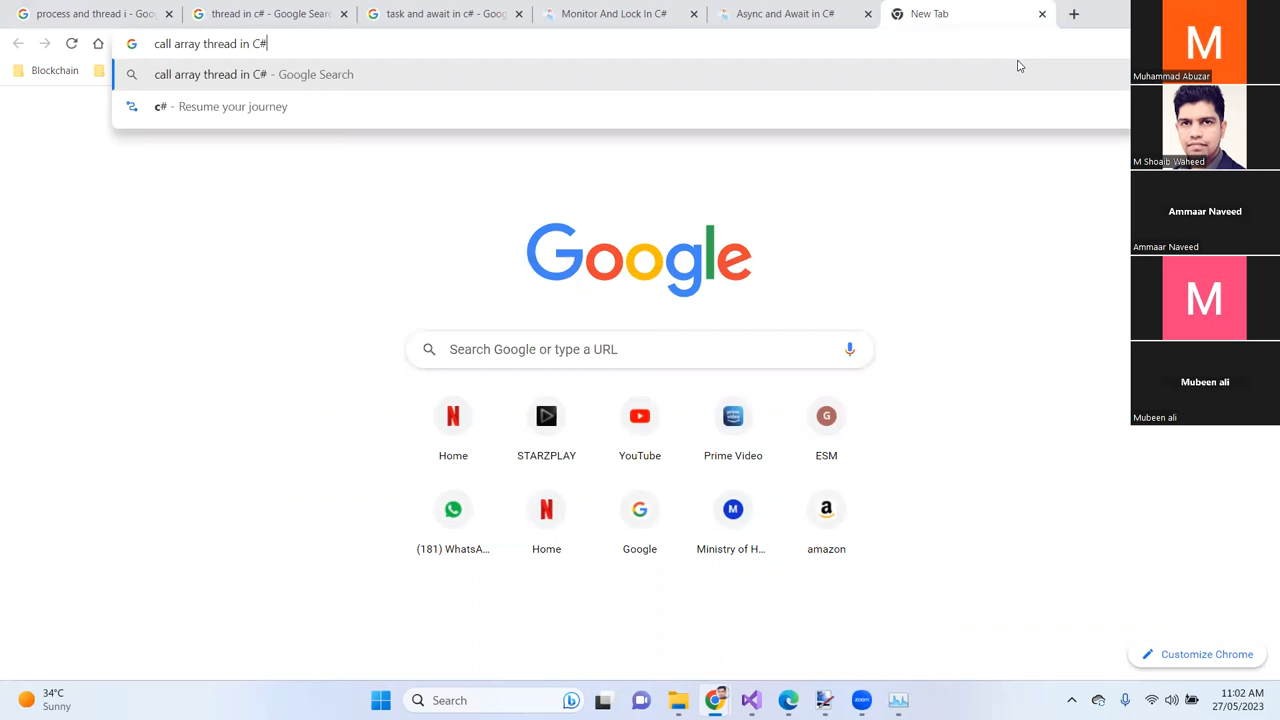 process and thread - Goo
thread in c# - Google Searc
task and await in c# - Goog
Monitor And Lock In C#
Async and Await in C#
New Tab
call array thread in C#
call array thread in C# - Google Search
c# - Resume your journey
Blockchain
Google
Search Google or type a URL
Home
STARZPLAY
YouTube
Prime Video
ESM
(181) WhatsA...
Home
Google
Ministry of H...
amazon
Customize Chrome
M
Muhammad Abuzar
M Shoaib Waheed
Ammaar Naveed
Ammaar Naveed
M
Mubeen ali
Mubeen ali
34°C
Sunny
Search
zoom
11:02 AM
27/05/2023